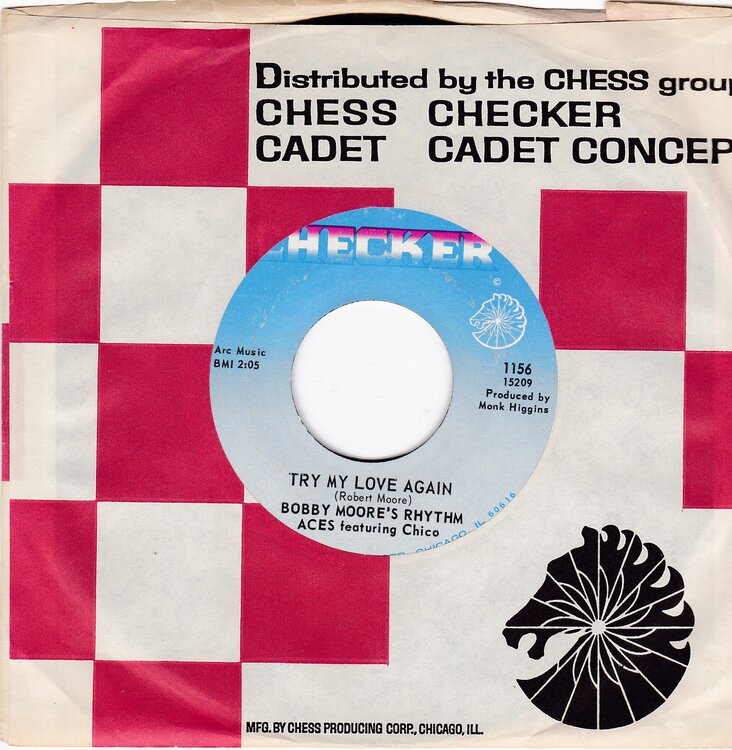 Distributed by the CHESS group
CHESS CHECKER
CADET CADET CONCEP
CHECKER
©
Arc Music
BMI 2:05
1156
15209
Produced by
Monk Higgins
TRY MY LOVE AGAIN
(Robert Moore)
BOBBY MOORE'S RHYTHM
ACES featuring Chico
CHICAGO, IL 60616
MFG. BY CHESS PRODUCING CORP., CHICAGO, ILL.